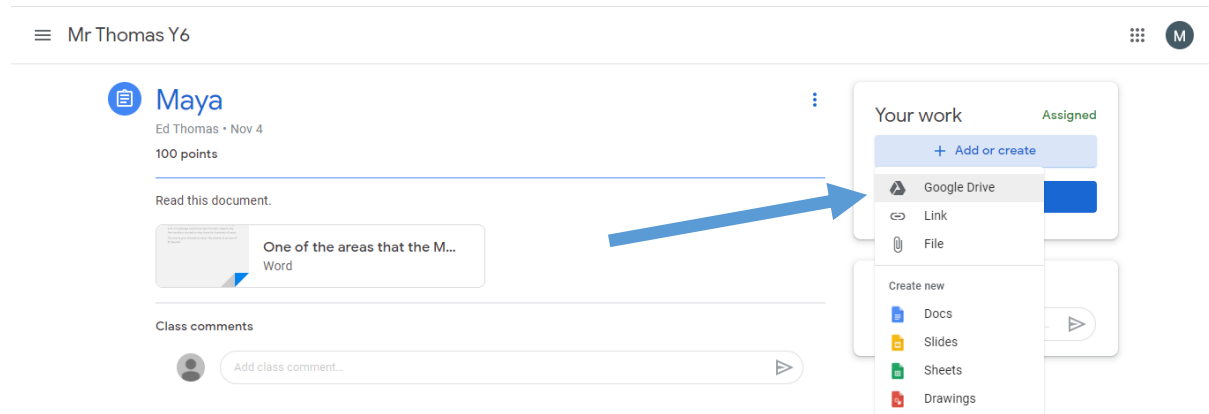 Mr Thomas Y6
M
Maya
Ed Thomas • Nov 4
100 points
Read this document.
One of the areas that the M...
Word
Class comments
Add class comment...
Your work
Assigned
+ Add or create
Google Drive
Link
File
Create new
Docs
Slides
Sheets
Drawings